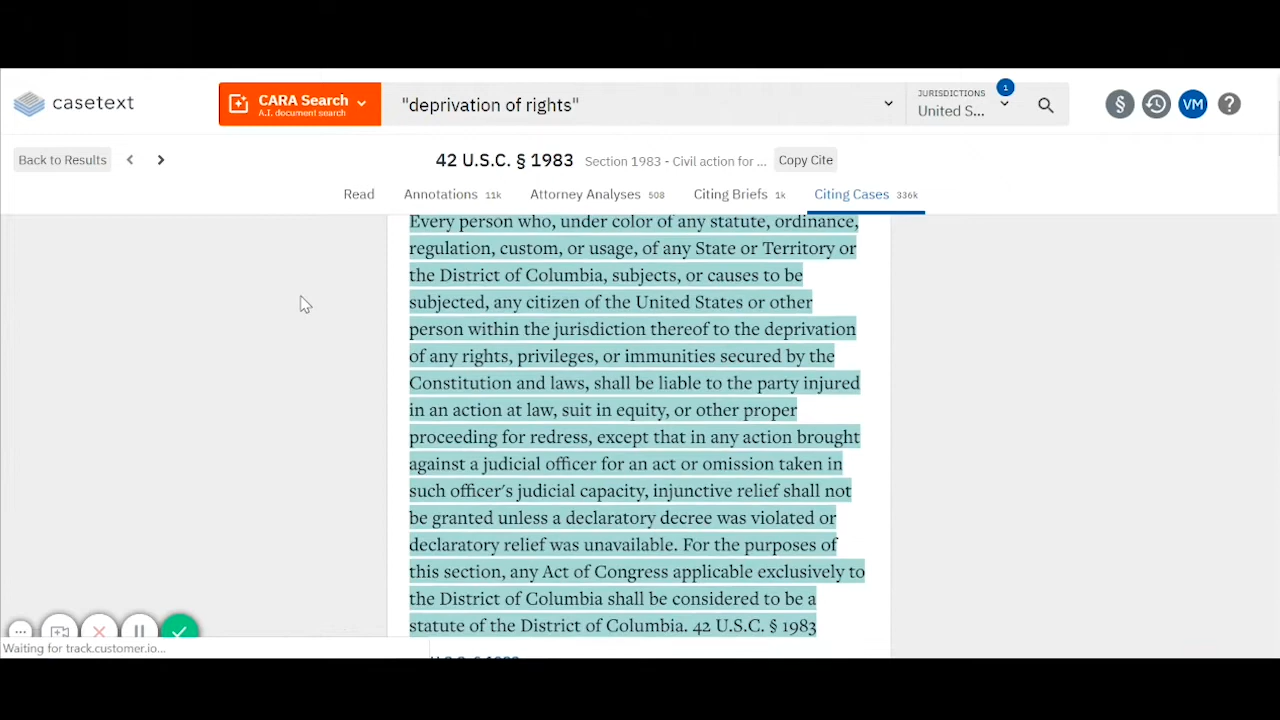 casetext
CARA Search
A.I. document search
"deprivation of rights"
JURISDICTIONS
1
United S...
§
VM
?
Back to Results
42 U.S.C. § 1983 Section 1983 - Civil action for ... Copy Cite
Read Annotations 11k Attorney Analyses 508 Citing Briefs 1k Citing Cases 336k
Every person who, under color of any statute, ordinance,
regulation, custom, or usage, of any State or Territory or
the District of Columbia, subjects, or causes to be
subjected, any citizen of the United States or other
person within the jurisdiction thereof to the deprivation
of any rights, privileges, or immunities secured by the
Constitution and laws, shall be liable to the party injured
in an action at law, suit in equity, or other proper
proceeding for redress, except that in any action brought
against a judicial officer for an act or omission taken in
such officer's judicial capacity, injunctive relief shall not
be granted unless a declaratory decree was violated or
declaratory relief was unavailable. For the purposes of
this section, any Act of Congress applicable exclusively to
the District of Columbia shall be considered to be a
statute of the District of Columbia. 42 U.S.C. § 1983
Waiting for track.customer.io...